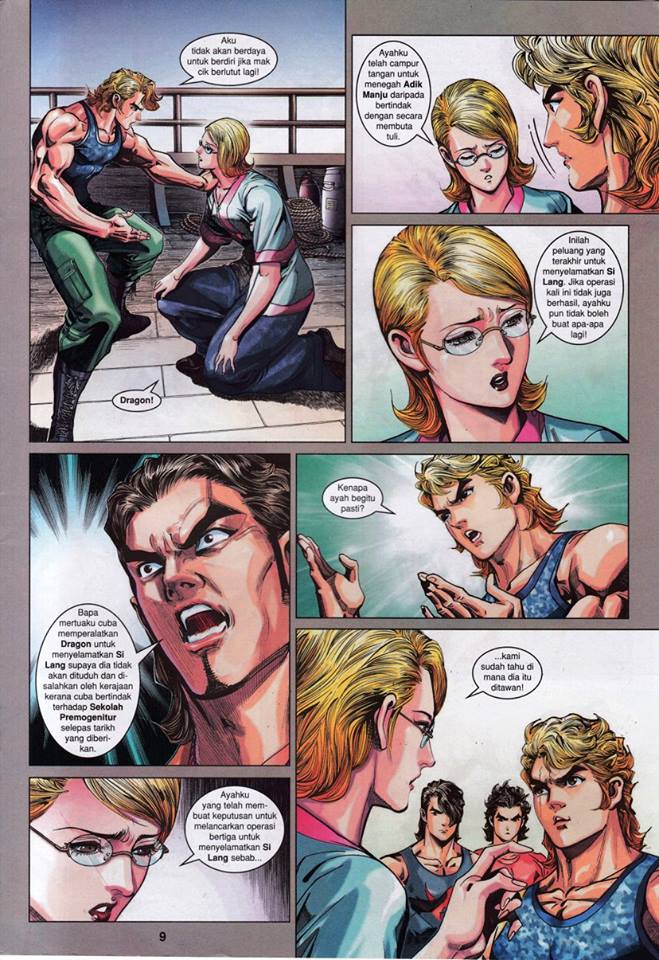 Aku
tidak akan berdaya
untuk berdiri jika mak
cik berlutut lagi!
Dragon!
Ayahku
telah campur
tangan untuk
menegah Adik
Manju daripada
bertindak
dengan secara
membuta
tuli.
Inilah
peluang yang
terakhir untuk
menyelamatkan Si
Lang. Jika operasi
kali ini tidak juga
berhasil, ayahku
pun tidak boleh
buat apa-apa
lagi!
Bapa
mertuaku cuba
memperalatkan
Dragon untuk
menyelamatkan Si
Lang supaya dia tidak
akan dituduh dan di-
salahkan oleh kerajaan
kerana cuba bertindak
terhadap Sekolah
Premogenitur
selepas tarikh
yang diberi-
kan.
Kenapa
ayah begitu
pasti?
Ayahku
yang telah mem-
buat keputusan untuk
melancarkan operasi
bertiga untuk
menyelamatkan Si
Lang sebab...
...kami
sudah tahu di
mana dia itu
ditawan!
9